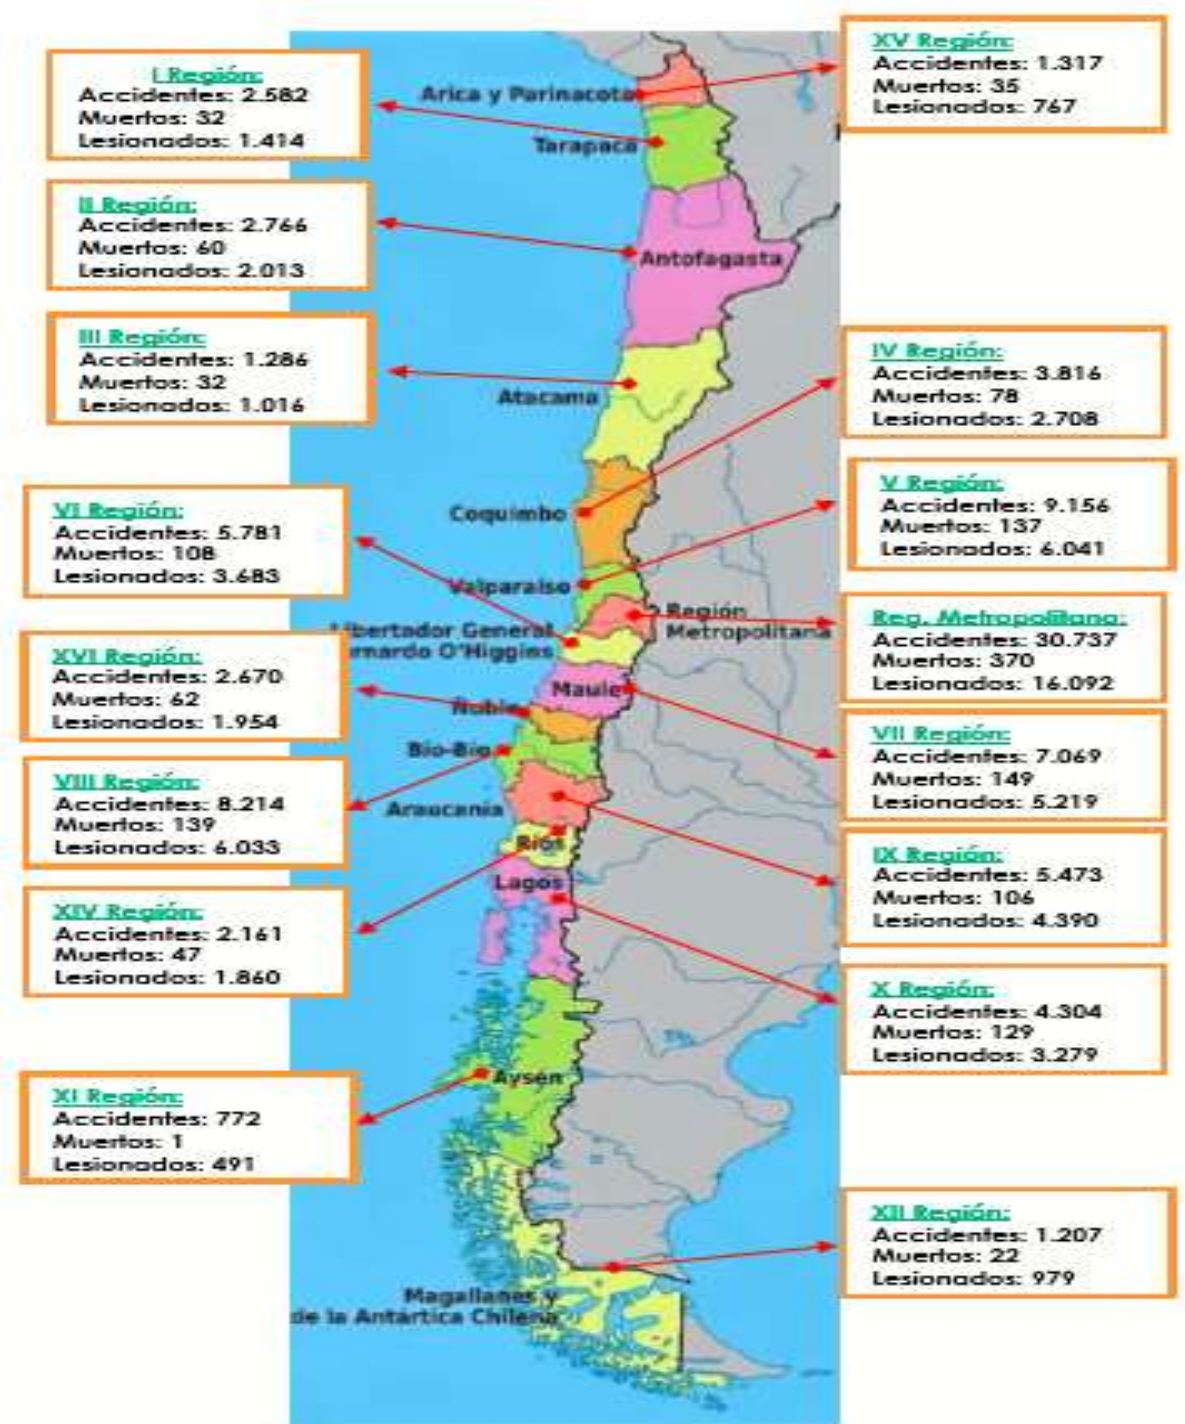 XV Región:
Accidentes: 1.317
Muertos: 35
Lesionados: 767
I Región:
Accidentes: 2.582
Muertos: 32
Lesionados: 1.414
Arica y Parinacota
Tarapacá
II Región:
Accidentes: 2.766
Muertos: 60
Lesionados: 2.013
Antofagasta
III Región:
Accidentes: 1.286
Muertos: 32
Lesionados: 1.016
Atacama
IV Región:
Accidentes: 3.816
Muertos: 78
Lesionados: 2.708
Coquimbo
V Región:
Accidentes: 9.156
Muertos: 137
Lesionados: 6.041
VI Región:
Accidentes: 5.781
Muertos: 108
Lesionados: 3.683
Valparaíso
Región
Metropolitana
Libertador General
rnardo O'Higgins
Reg. Metropolitana:
Accidentes: 30.737
Muertos: 370
Lesionados: 16.092
XVI Región:
Accidentes: 2.670
Muertos: 62
Lesionados: 1.954
Maule
Ñuble
Bío-Bío
VII Región:
Accidentes: 7.069
Muertos: 149
Lesionados: 5.219
VIII Región:
Accidentes: 8.214
Muertos: 139
Lesionados: 6.033
Araucanía
Ríos
Lagos
IX Región:
Accidentes: 5.473
Muertos: 106
Lesionados: 4.390
XIV Región:
Accidentes: 2.161
Muertos: 47
Lesionados: 1.860
X Región:
Accidentes: 4.304
Muertos: 129
Lesionados: 3.279
Aysén
XI Región:
Accidentes: 772
Muertos: 1
Lesionados: 491
XII Región:
Accidentes: 1.207
Muertos: 22
Lesionados: 979
Magallanes y
de la Antártica Chilena